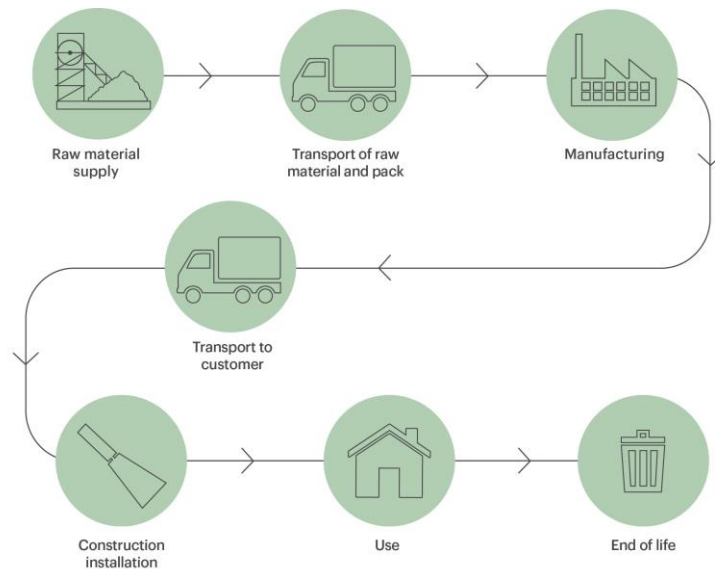 Raw material
supply
Transport of raw
material and pack
Manufacturing
Transport to
customer
Construction
installation
Use
End of life